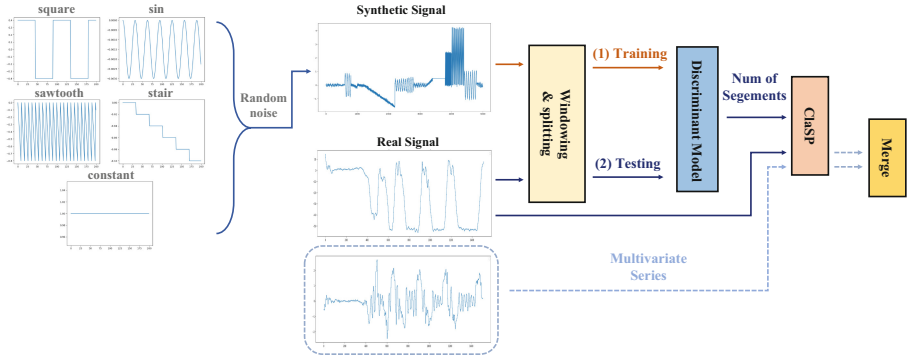 square
sin
sawtooth
stair
constant
Random
noise
Synthetic Signal
Real Signal
(1) Training
(2) Testing
Windowing
& splitting
Discriminant Model
Num of
Segements
ClaSP
Merge
Multivariate
Series